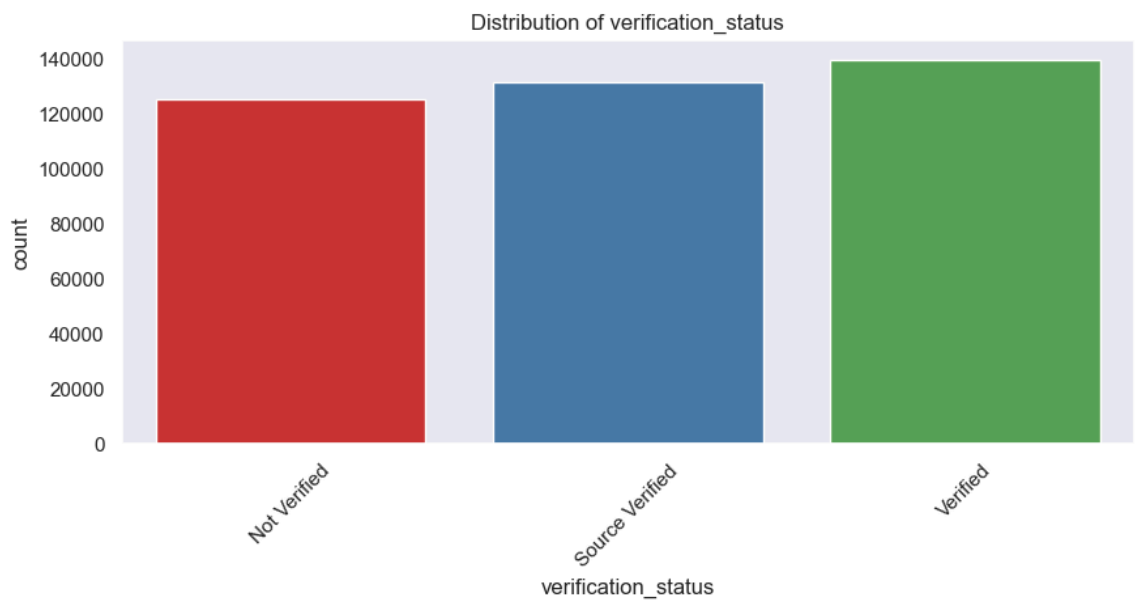 Distribution of verification_status
140000
120000
100000
80000
60000
40000
20000
0
count
Not Verified
Source Verified
Verified
verification_status